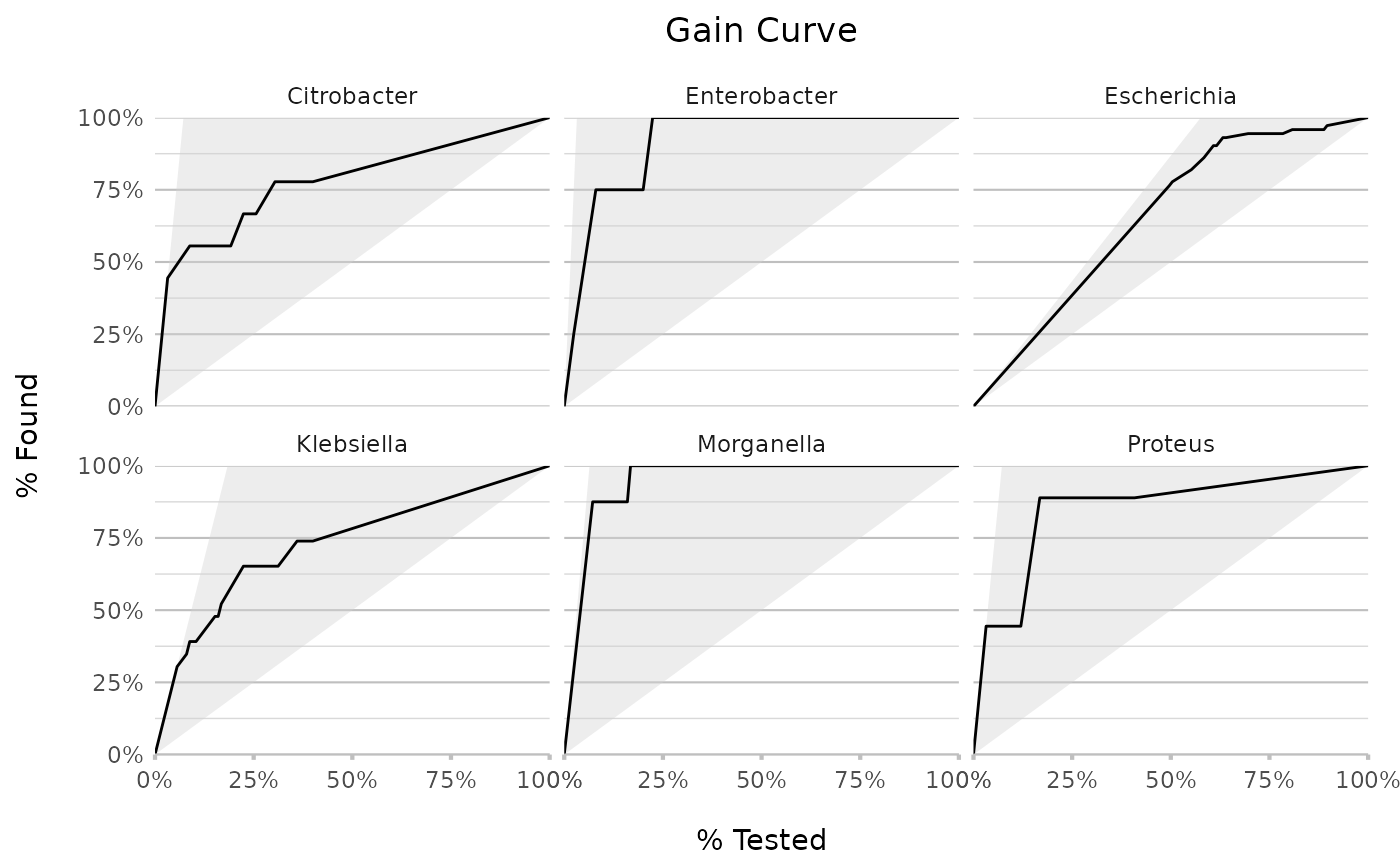 Gain Curve
Citrobacter Enterobacter Escherichia
100%
75%
50%
25%
0%
% Found
Klebsiella Morganella Proteus
100%
75%
50%
25%
0%
0% 25% 50% 75% 100% 0% 25% 50% 75% 100% 0% 25% 50% 75% 100%
% Tested